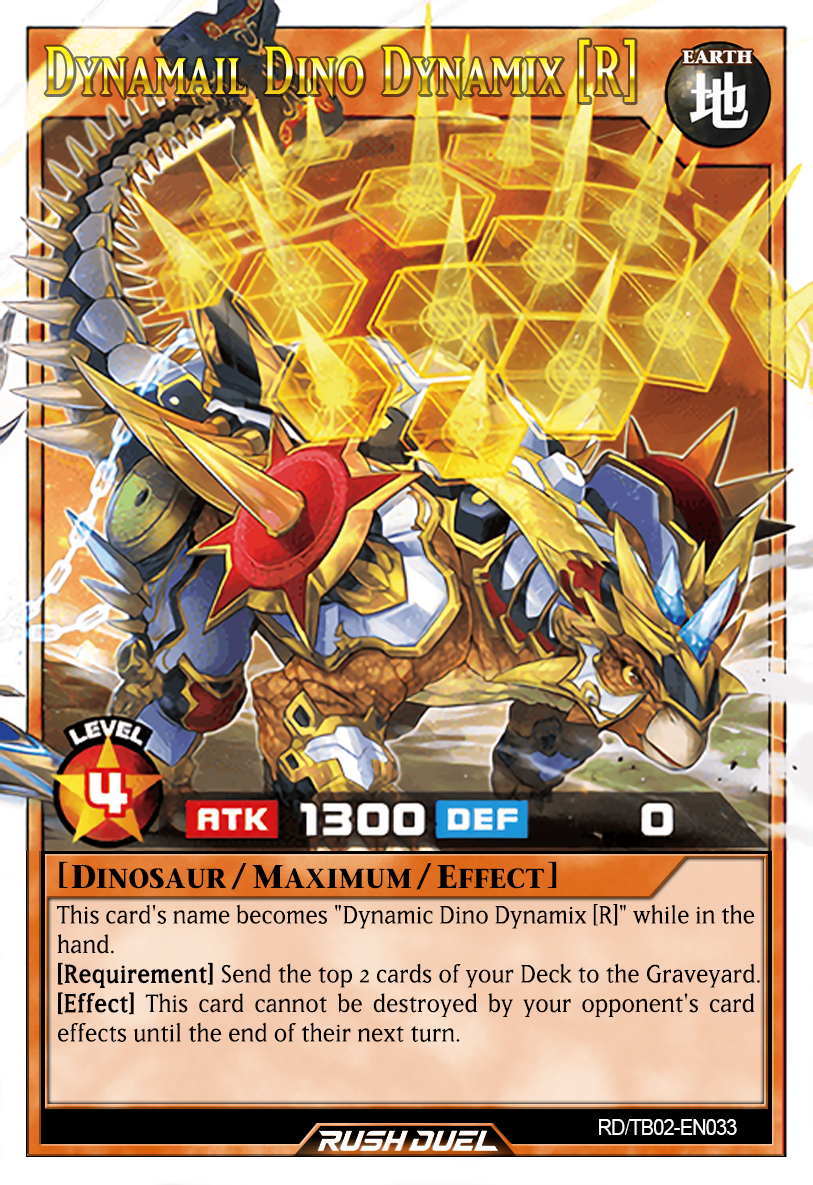 Dynamail Dino Dynamix [R]
EARTH
地
LEVEL
4
ATK 1300 DEF 0
[Dinosaur / Maximum / Effect]
This card's name becomes "Dynamic Dino Dynamix [R]" while in the
hand.
[Requirement] Send the top 2 cards of your Deck to the Graveyard.
[Effect] This card cannot be destroyed by your opponent's card
effects until the end of their next turn.
RD/TB02-EN033
RUSH DUEL